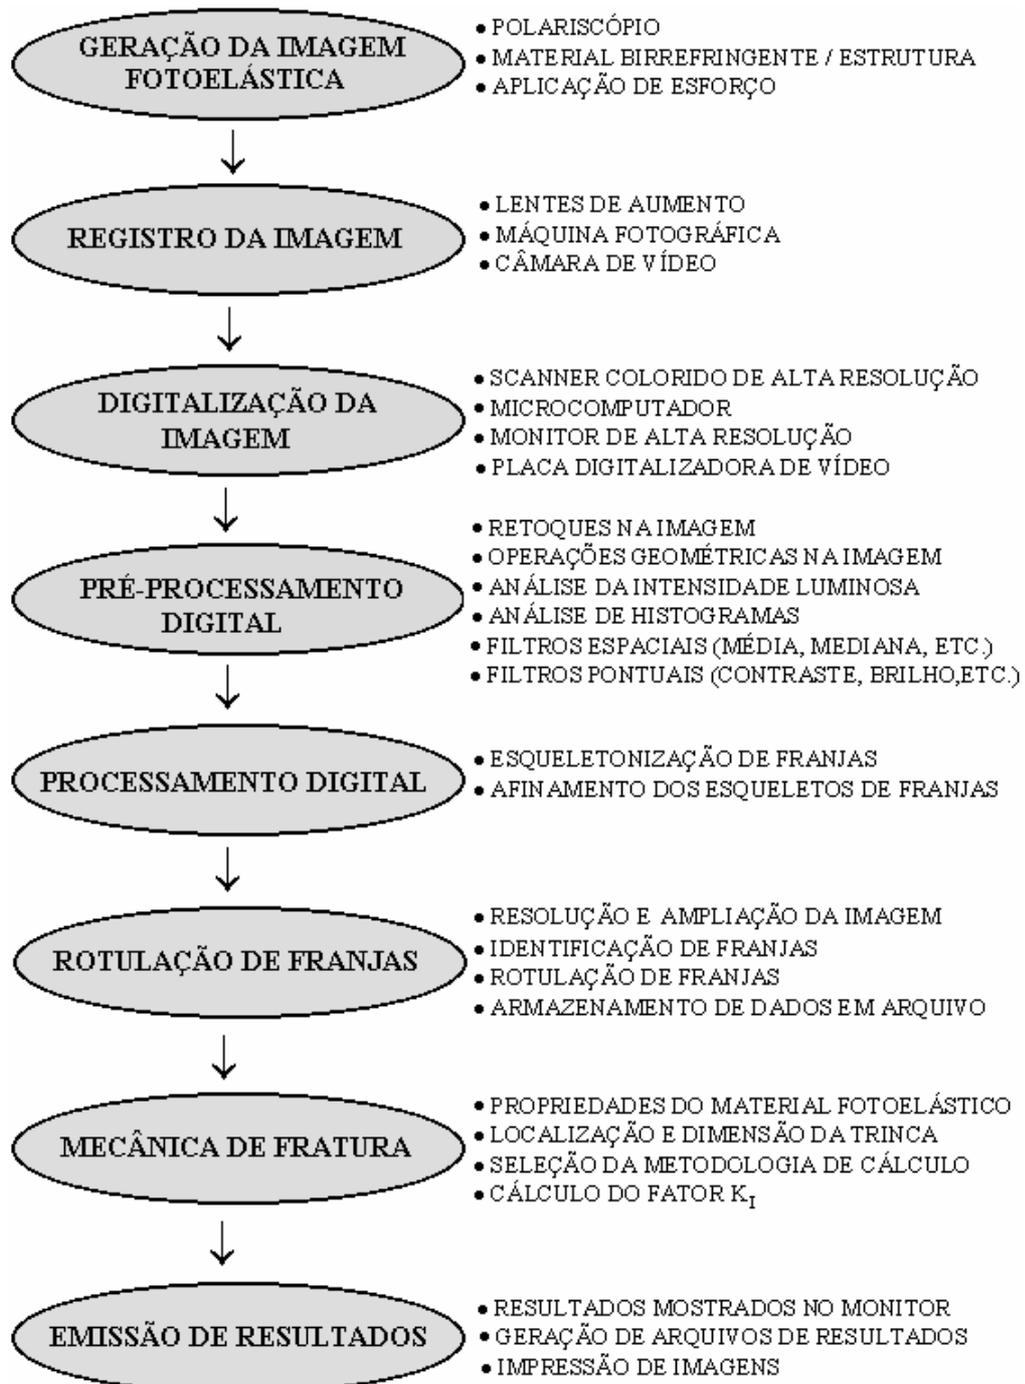 GERAÇÃO DA IMAGEM
FOTOELÁSTICA
• POLARISCÓPIO
• MATERIAL BIRREFRINGENTE / ESTRUTURA
• APLICAÇÃO DE ESFORÇO
REGISTRO DA IMAGEM
• LENTES DE AUMENTO
• MÁQUINA FOTOGRÁFICA
• CÂMARA DE VÍDEO
DIGITALIZAÇÃO DA
IMAGEM
• SCANNER COLORIDO DE ALTA RESOLUÇÃO
• MICROCOMPUTADOR
• MONITOR DE ALTA RESOLUÇÃO
• PLACA DIGITALIZADORA DE VÍDEO
PRÉ-PROCESSAMENTO
DIGITAL
• RETOQUES NA IMAGEM
• OPERAÇÕES GEOMÉTRICAS NA IMAGEM
• ANÁLISE DA INTENSIDADE LUMINOSA
• ANÁLISE DE HISTOGRAMAS
• FILTROS ESPACIAIS (MÉDIA, MEDIANA, ETC.)
• FILTROS PONTUAIS (CONTRASTE, BRILHO,ETC.)
PROCESSAMENTO DIGITAL
• ESQUELETONIZAÇÃO DE FRANJAS
• AFINAMENTO DOS ESQUELETOS DE FRANJAS
ROTULAÇÃO DE FRANJAS
• RESOLUÇÃO E AMPLIAÇÃO DA IMAGEM
• IDENTIFICAÇÃO DE FRANJAS
• ROTULAÇÃO DE FRANJAS
• ARMAZENAMENTO DE DADOS EM ARQUIVO
MECÂNICA DE FRATURA
• PROPRIEDADES DO MATERIAL FOTOELÁSTICO
• LOCALIZAÇÃO E DIMENSÃO DA TRINCA
• SELEÇÃO DA METODOLOGIA DE CÁLCULO
• CÁLCULO DO FATOR K_I
EMISSÃO DE RESULTADOS
• RESULTADOS MOSTRADOS NO MONITOR
• GERAÇÃO DE ARQUIVOS DE RESULTADOS
• IMPRESSÃO DE IMAGENS